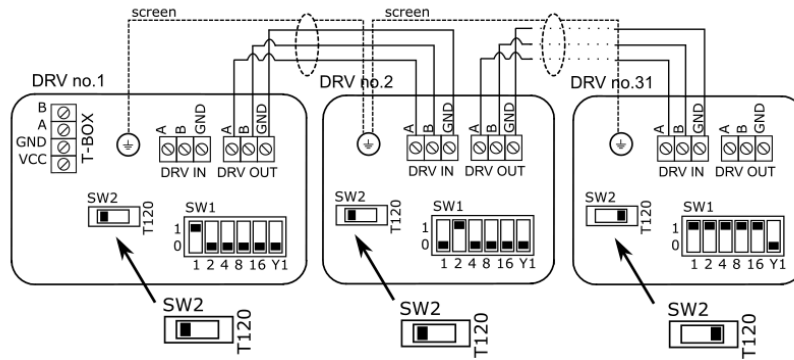 screen
screen
DRV no.1
DRV no.2
DRV no.31
B
A
GND
VCC
T-BOX
A B GND
DRV IN DRV OUT
SW2
T120
SW1
1
0
1 2 4 8 16 Y1
A B GND
A B GND
DRV IN DRV OUT
SW2
T120
SW1
1
0
1 2 4 8 16 Y1
A B GND
A B GND
DRV IN DRV OUT
SW2
T120
SW1
1
0
1 2 4 8 16 Y1
SW2
T120
SW2
T120
SW2
T120